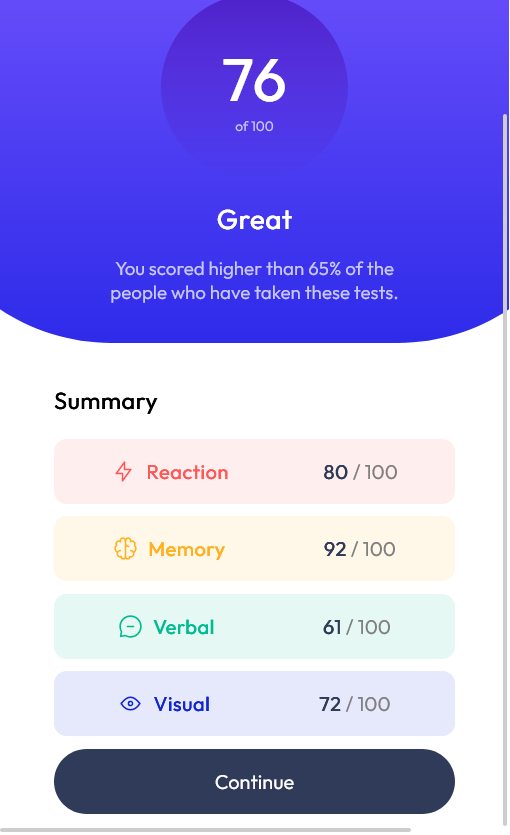 76
of 100
Great
You scored higher than 65% of the
people who have taken these tests.
Summary
Reaction 80 / 100
Memory 92 / 100
Verbal 61 / 100
Visual 72 / 100
Continue